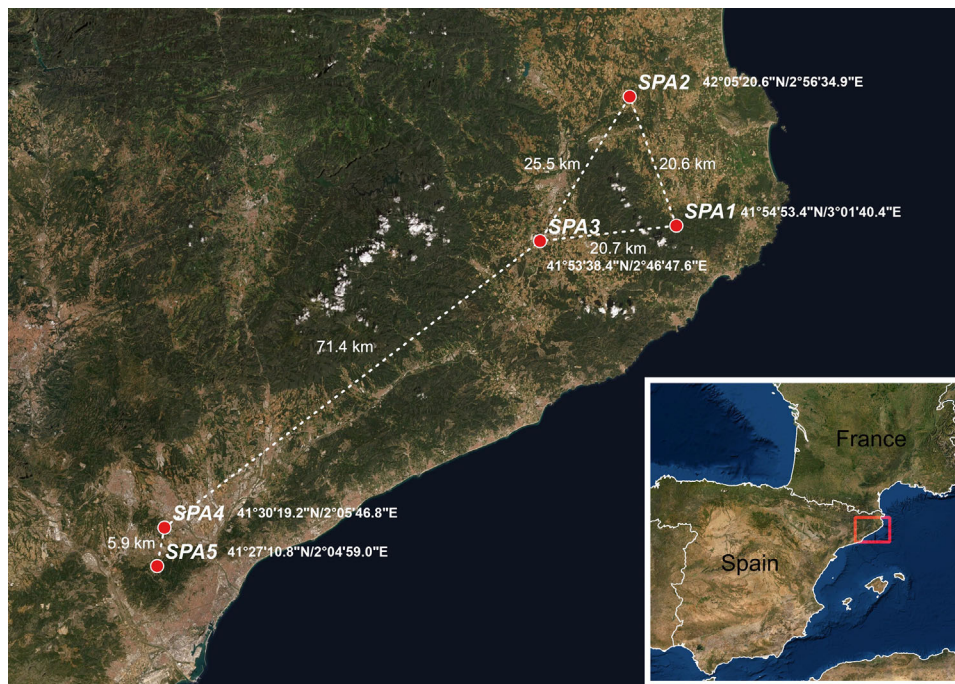 SPA2 42°05'20.6"N/2°56'34.9"E
25.5 km
20.6 km
SPA1 41°54'53.4"N/3°01'40.4"E
SPA3
20.7 km
41°53'38.4"N/2°46'47.6"E
71.4 km
France
SPA4 41°30'19.2"N/2°05'46.8"E
5.9 km
SPA5 41°27'10.8"N/2°04'59.0"E
Spain